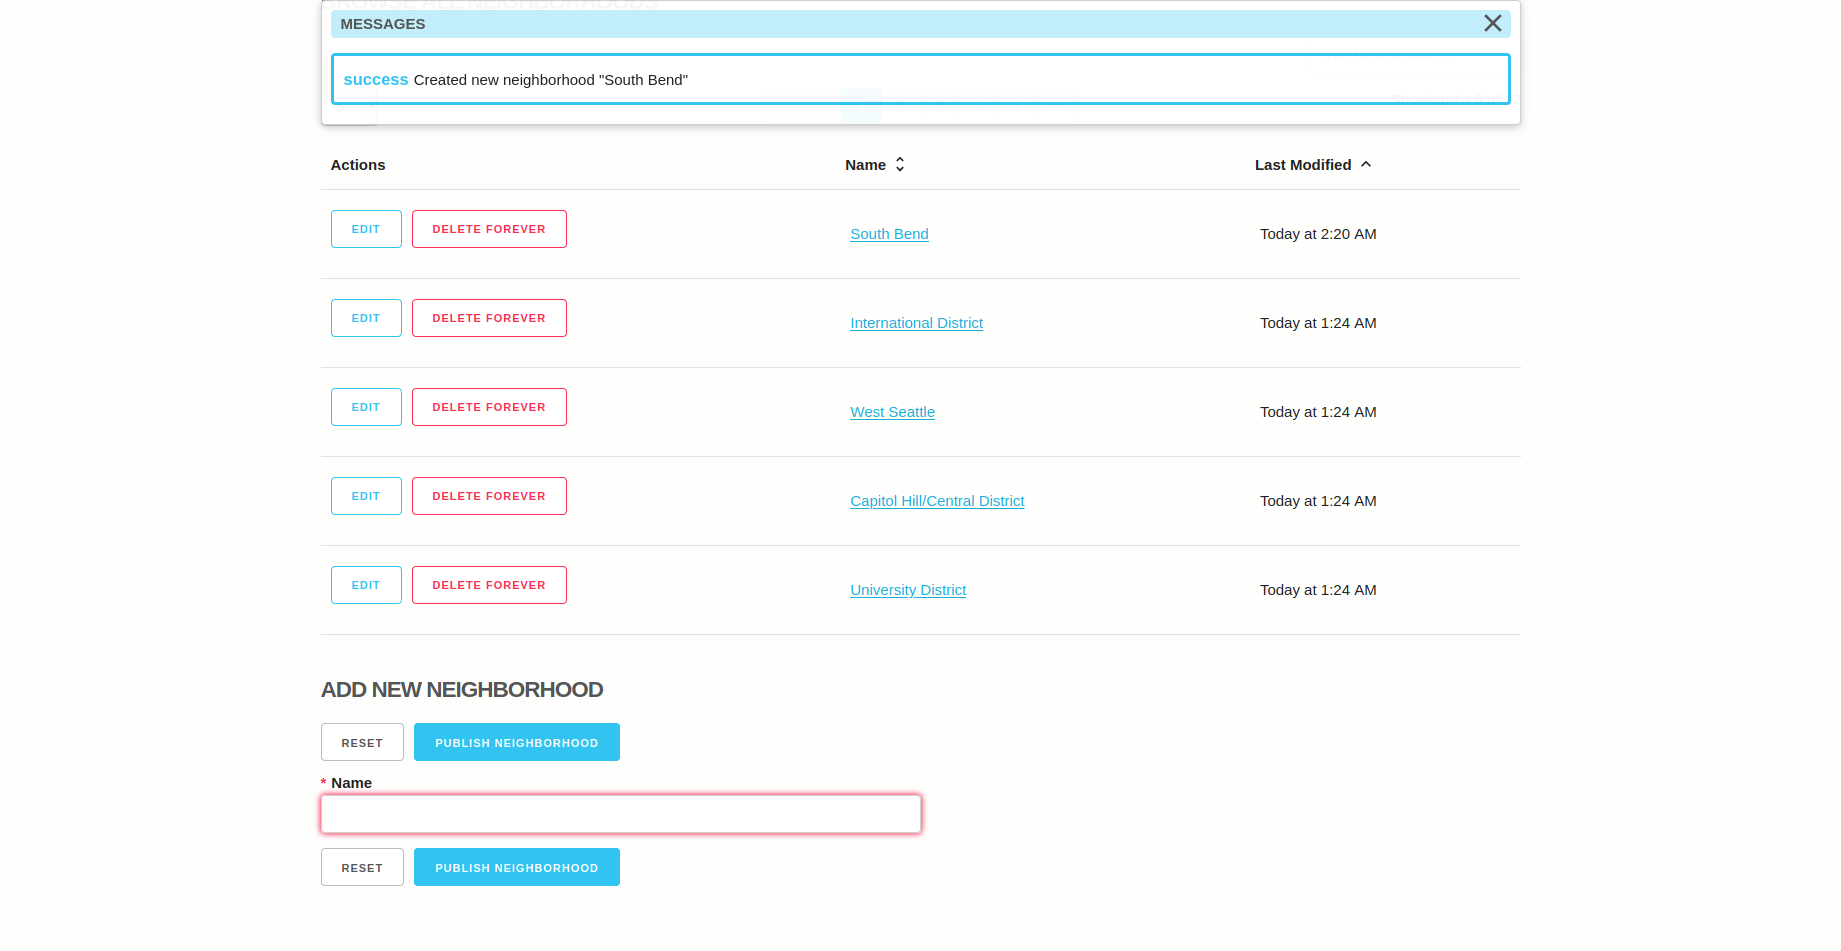 BROWSE ALL NEIGHBORHOODS
MESSAGES
success Created new neighborhood "South Bend"
Actions Name Last Modified
EDIT DELETE FOREVER South Bend Today at 2:20 AM
EDIT DELETE FOREVER International District Today at 1:24 AM
EDIT DELETE FOREVER West Seattle Today at 1:24 AM
EDIT DELETE FOREVER Capitol Hill/Central District Today at 1:24 AM
EDIT DELETE FOREVER University District Today at 1:24 AM
ADD NEW NEIGHBORHOOD
RESET PUBLISH NEIGHBORHOOD
* Name
RESET PUBLISH NEIGHBORHOOD